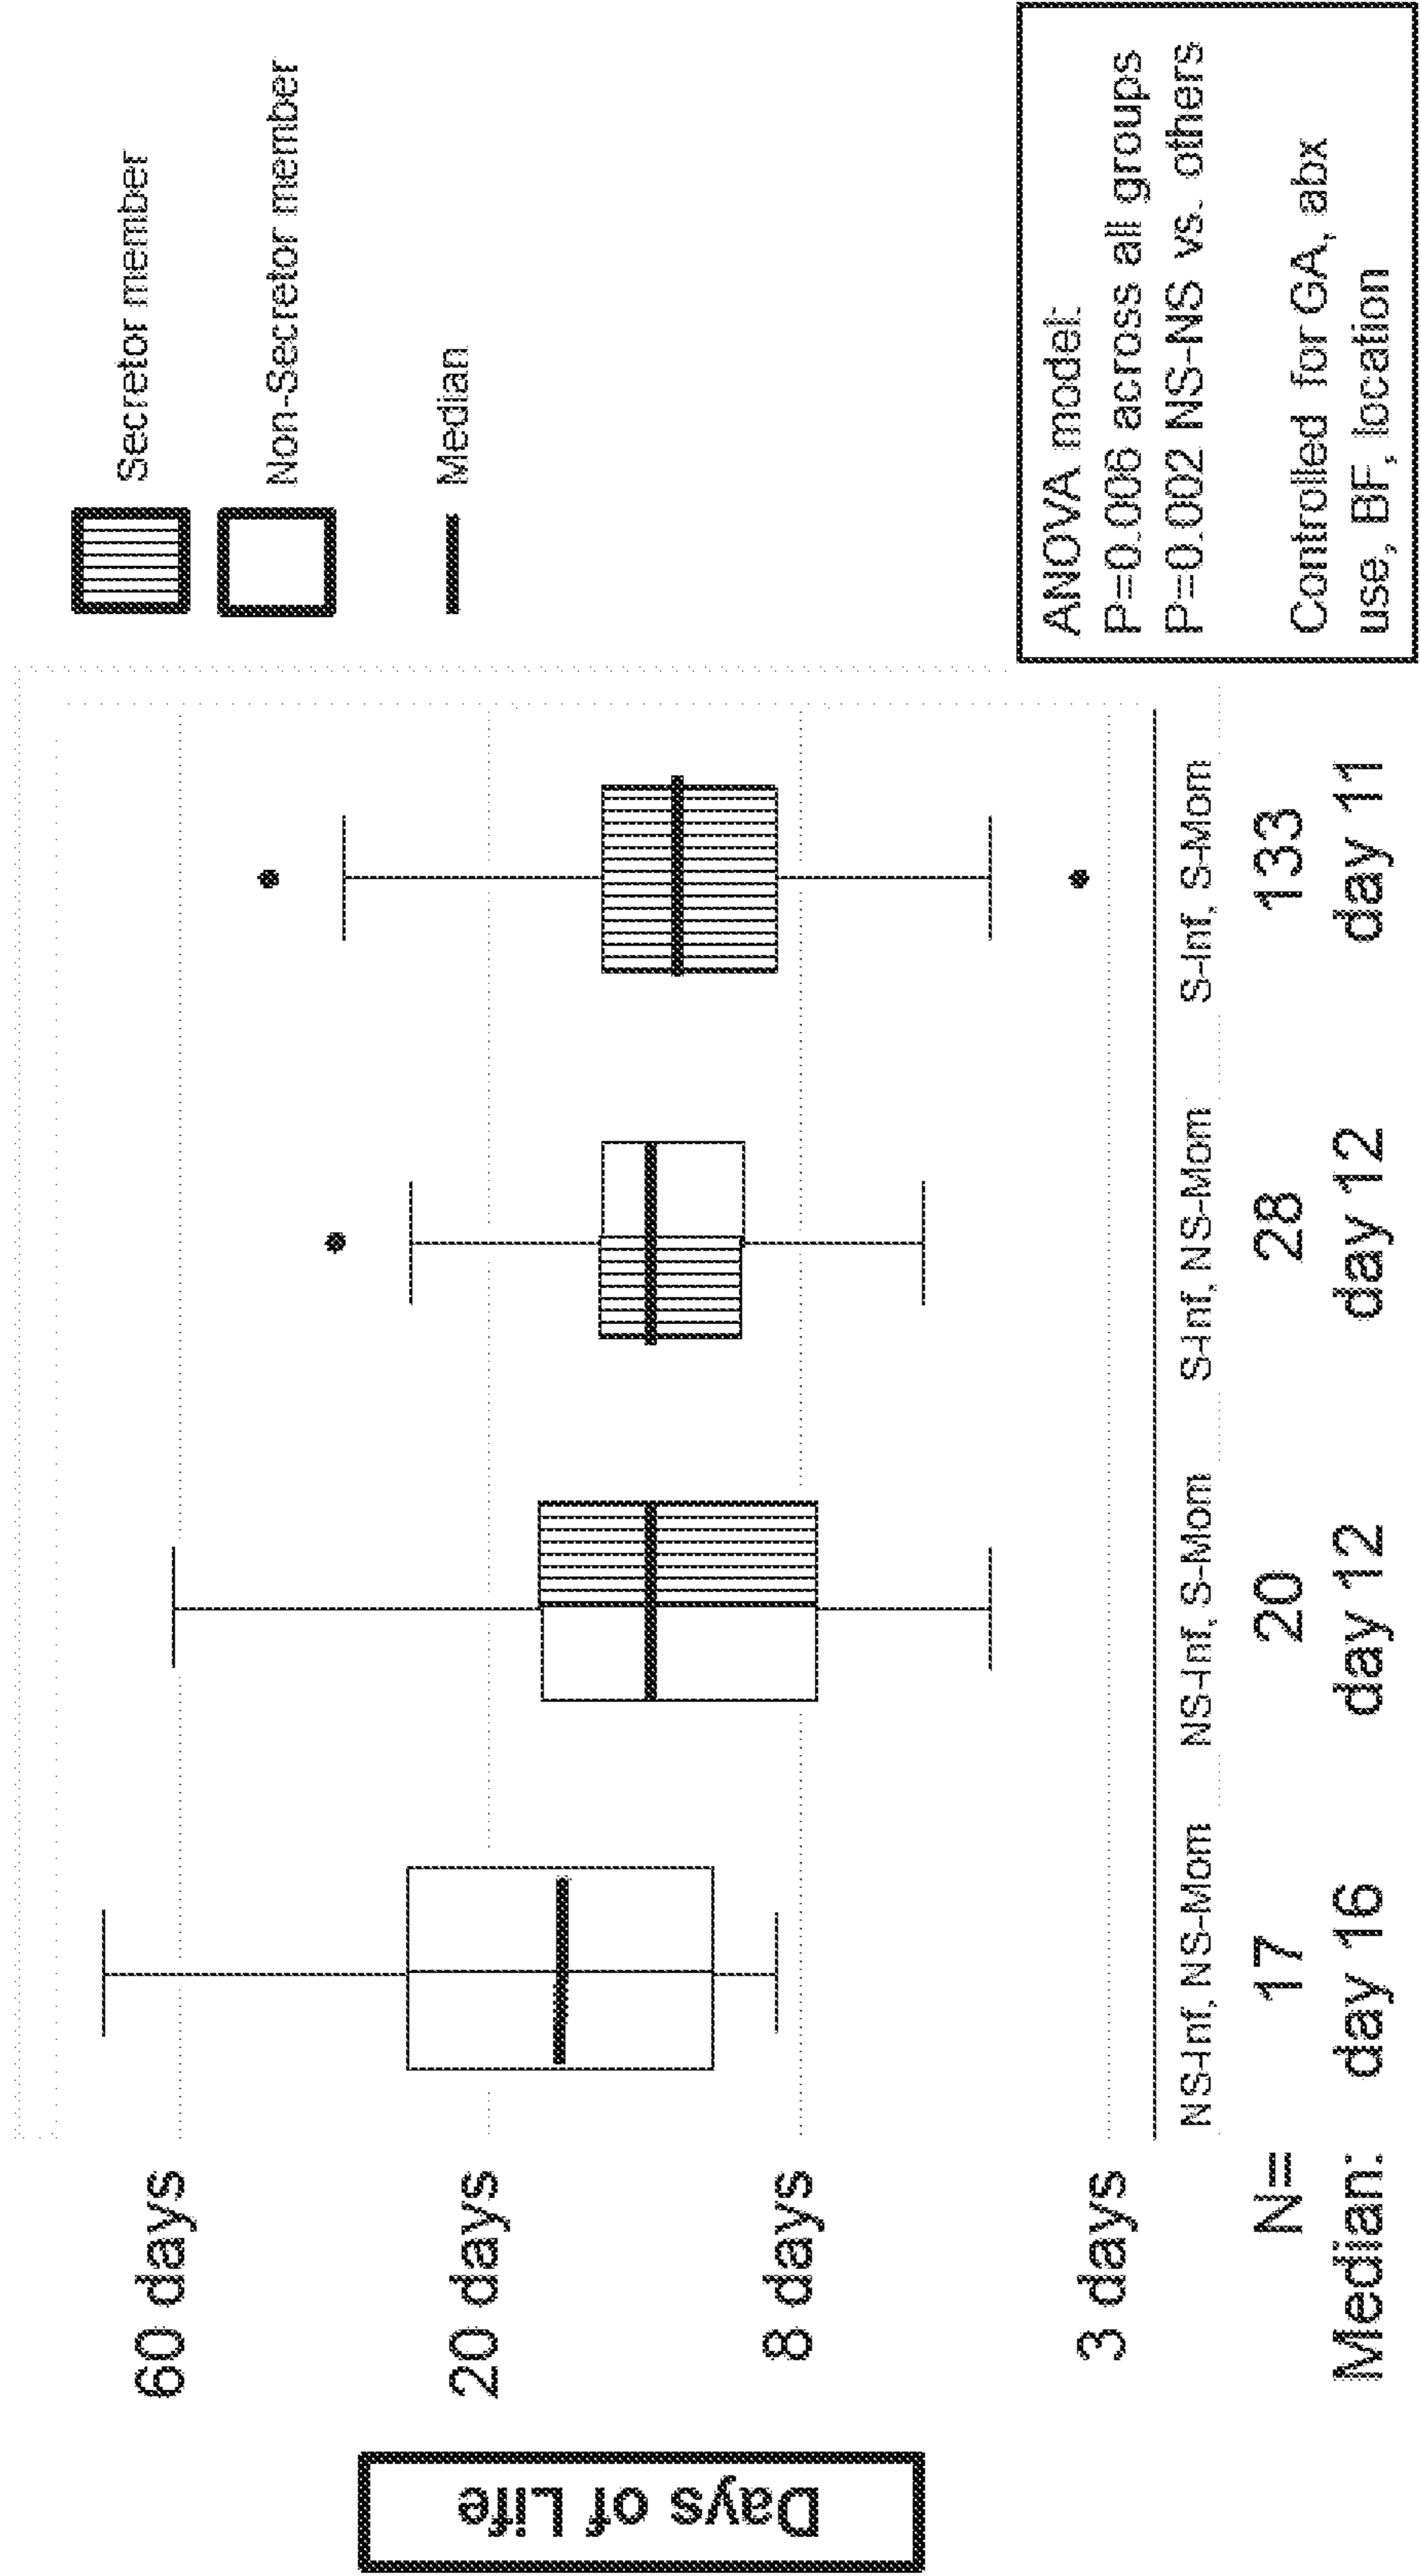 Secretor member
Non-Secretor member
Median
Days of Life
60 days
20 days
8 days
3 days
NS-Inf, NS-Mom
NS-Inf, S-Mom
S-Inf, NS-Mom
S-Inf, S-Mom
N= 17 20 28 133
Median: day 16 day 12 day 12 day 11
ANOVA model:
P=0.006 across all groups
P=0.002 NS-NS vs. others
Controlled for GA, abx
use, BF, location